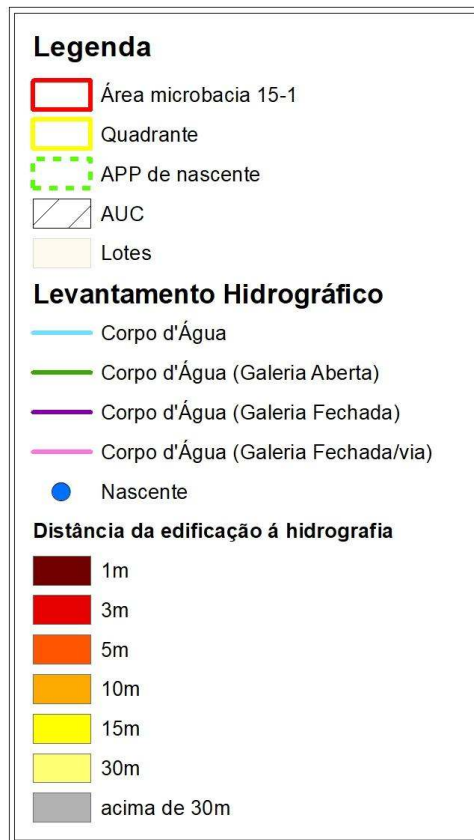 Legenda
Área microbacia 15-1
Quadrante
APP de nascente
AUC
Lotes
Levantamento Hidrográfico
Corpo d'Água
Corpo d'Água (Galeria Aberta)
Corpo d'Água (Galeria Fechada)
Corpo d'Água (Galeria Fechada/via)
Nascente
Distância da edificação á hidrografia
1m
3m
5m
10m
15m
30m
acima de 30m